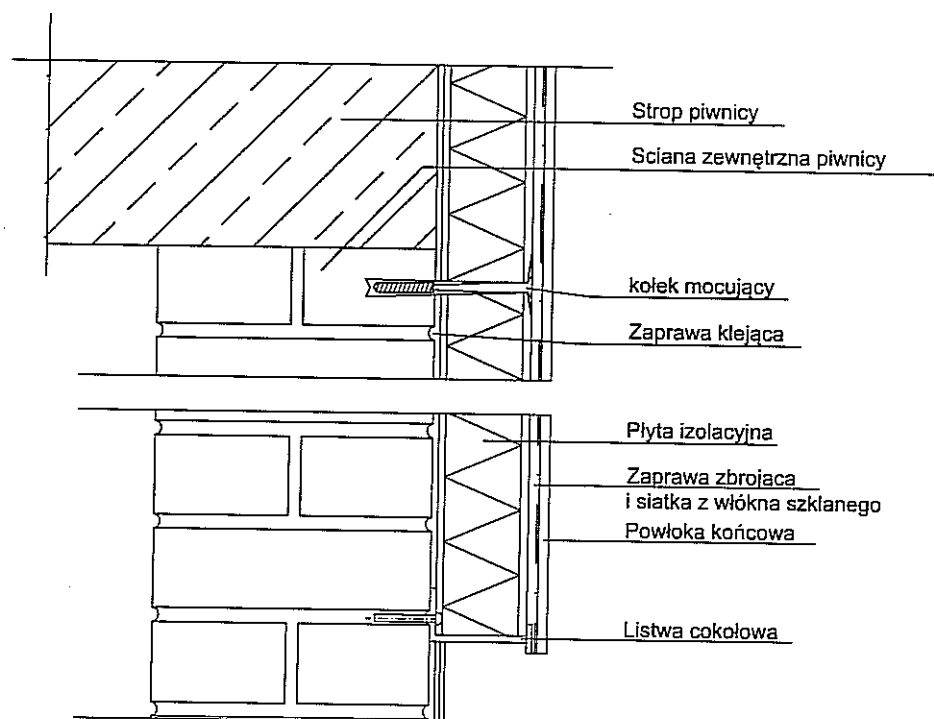 Strop piwnicy
Sciana zewnętrzna piwnicy
kołek mocujący
Zaprawa klejąca
Płyta izolacyjna
Zaprawa zbrojaca
i siatka z włókna szklanego
Powłoka końcowa
Listwa cokołowa